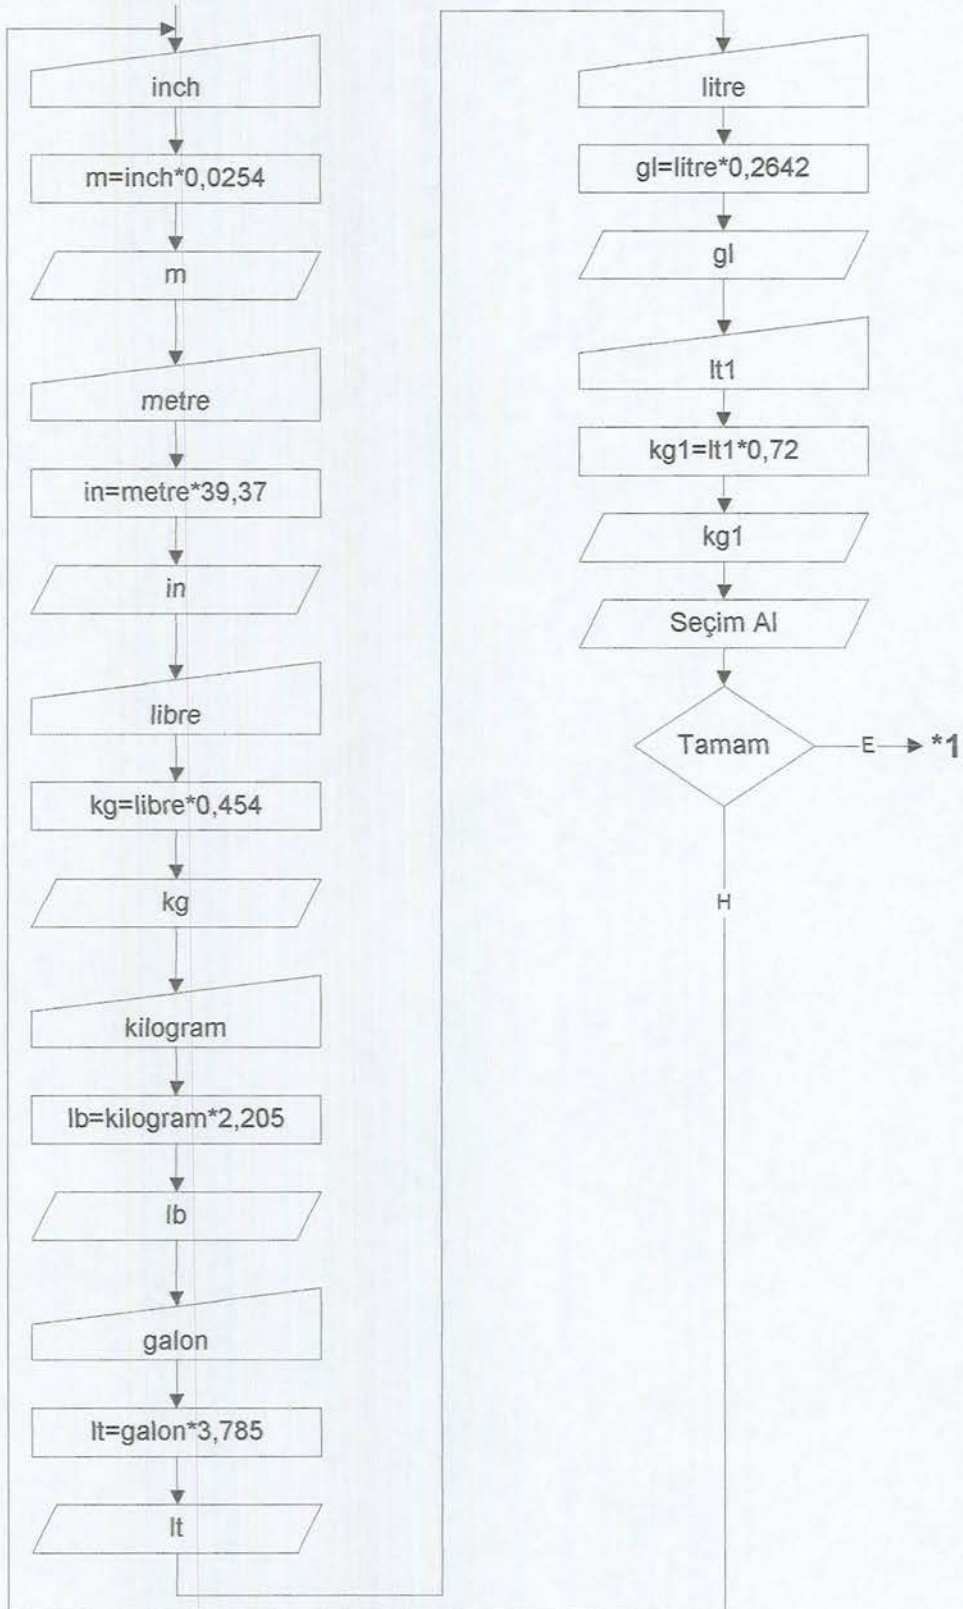 inch
m=inch*0,0254
m
metre
in=metre*39,37
in
libre
kg=libre*0,454
kg
kilogram
lb=kilogram*2,205
lb
galon
lt=galon*3,785
lt
litre
gl=litre*0,2642
gl
lt1
kg1=lt1*0,72
kg1
Seçim Al
Tamam
E
*1
H